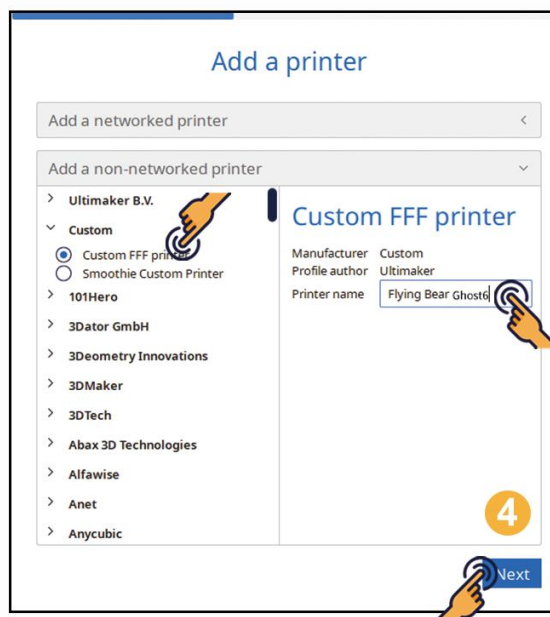 Add a printer
Add a networked printer
Add a non-networked printer
Ultimaker B.V.
Custom
Custom FFF printer
Smoothie Custom Printer
101Hero
3Dator GmbH
3Deometry Innovations
3DMaker
3DTech
Abax 3D Technologies
Alfawise
Anet
Anycubic
Custom FFF printer
Manufacturer Custom
Profile author Ultimaker
Printer name Flying Bear Ghost6
4
Next